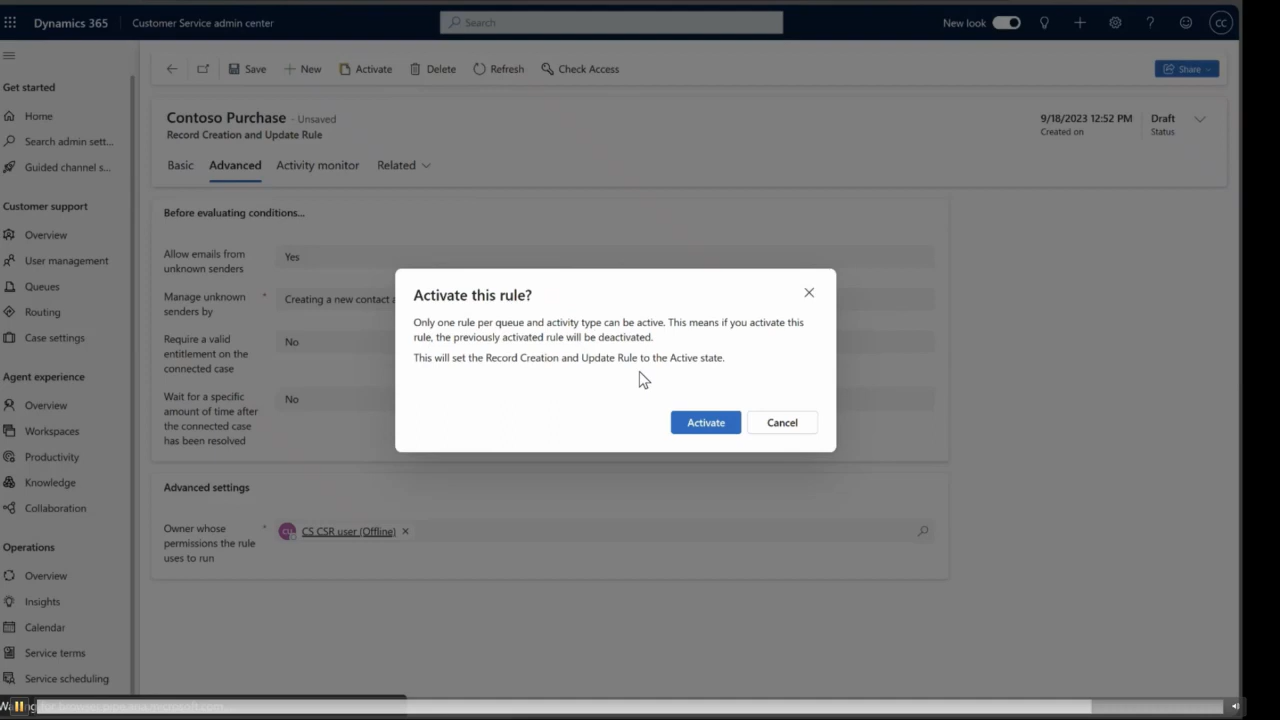 Dynamics 365
Customer Service admin center
Search
New look
CC
Save
New
Activate
Delete
Refresh
Check Access
Share
Get started
Home
Search admin sett...
Guided channel s...
Customer support
Overview
User management
Queues
Routing
Case settings
Agent experience
Overview
Workspaces
Productivity
Knowledge
Collaboration
Operations
Overview
Insights
Calendar
Service terms
Service scheduling
Contoso Purchase - Unsaved
Record Creation and Update Rule
9/18/2023 12:52 PM
Created on
Draft
Status
Basic
Advanced
Activity monitor
Related
Before evaluating conditions...
Allow emails from
unknown senders
Yes
Manage unknown
senders by
*
Creating a new contact
Require a valid
entitlement on the
connected case
No
Wait for a specific
amount of time after
the connected case
has been resolved
No
Activate this rule?
Only one rule per queue and activity type can be active. This means if you activate this
rule, the previously activated rule will be deactivated.
This will set the Record Creation and Update Rule to the Active state.
Activate
Cancel
Advanced settings
Owner whose
permissions the rule
uses to run
*
CS CSR user (Offline)